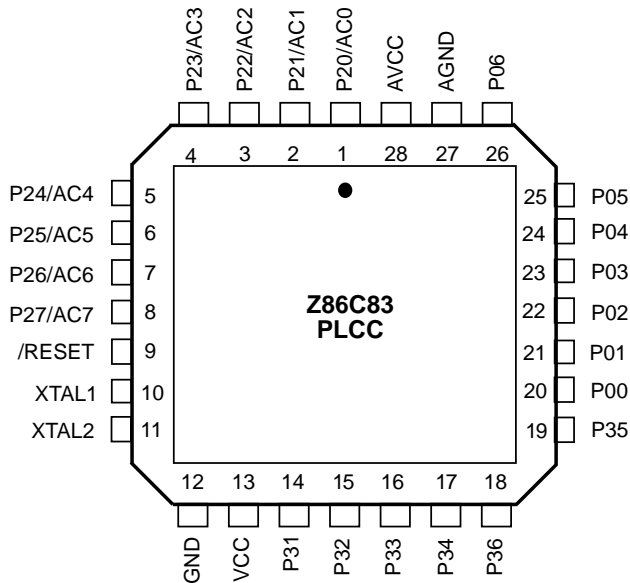 P23/AC3
P22/AC2
P21/AC1
P20/AC0
AVCC
AGND
P06
4
3
2
1
28
27
26
P24/AC4
5
P25/AC5
6
P26/AC6
7
P27/AC7
8
/RESET
9
XTAL1
10
XTAL2
11
Z86C83
PLCC
25
P05
24
P04
23
P03
22
P02
21
P01
20
P00
19
P35
12
13
14
15
16
17
18
GND
VCC
P31
P32
P33
P34
P36